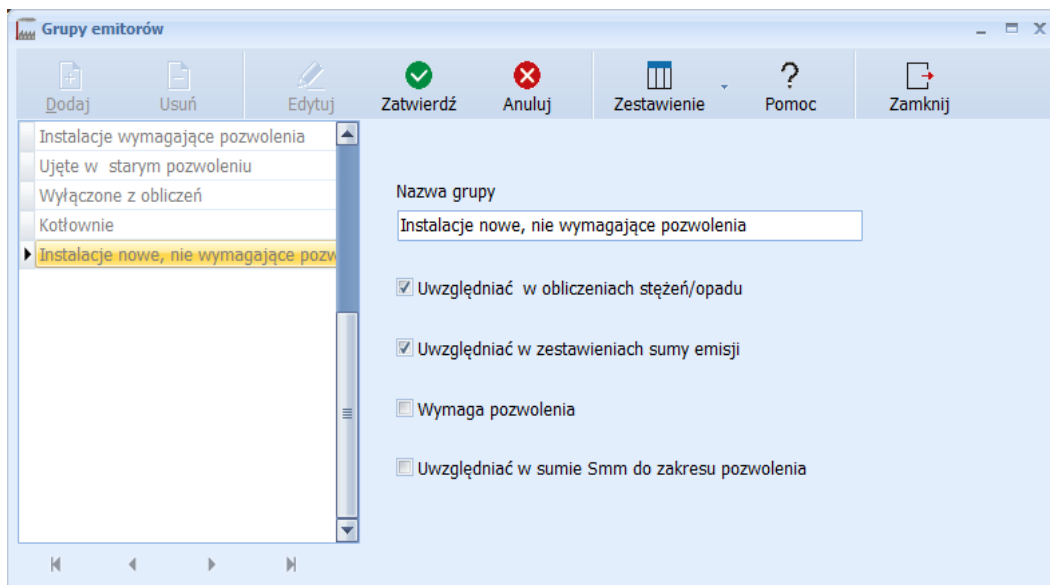 Grupy emitorów
Dodaj Usuń Edytuj Zatwierdź Anuluj Zestawienie Pomoc Zamknij
Instalacje wymagające pozwolenia
Ujęte w starym pozwoleniu
Wyłączone z obliczeń
Kotłownie
Instalacje nowe, nie wymagające pozw
Nazwa grupy
Instalacje nowe, nie wymagające pozwolenia
Uwzględniać w obliczeniach stężeń/opadu
Uwzględniać w zestawieniach sumy emisji
Wymaga pozwolenia
Uwzględniać w sumie Smm do zakresu pozwolenia